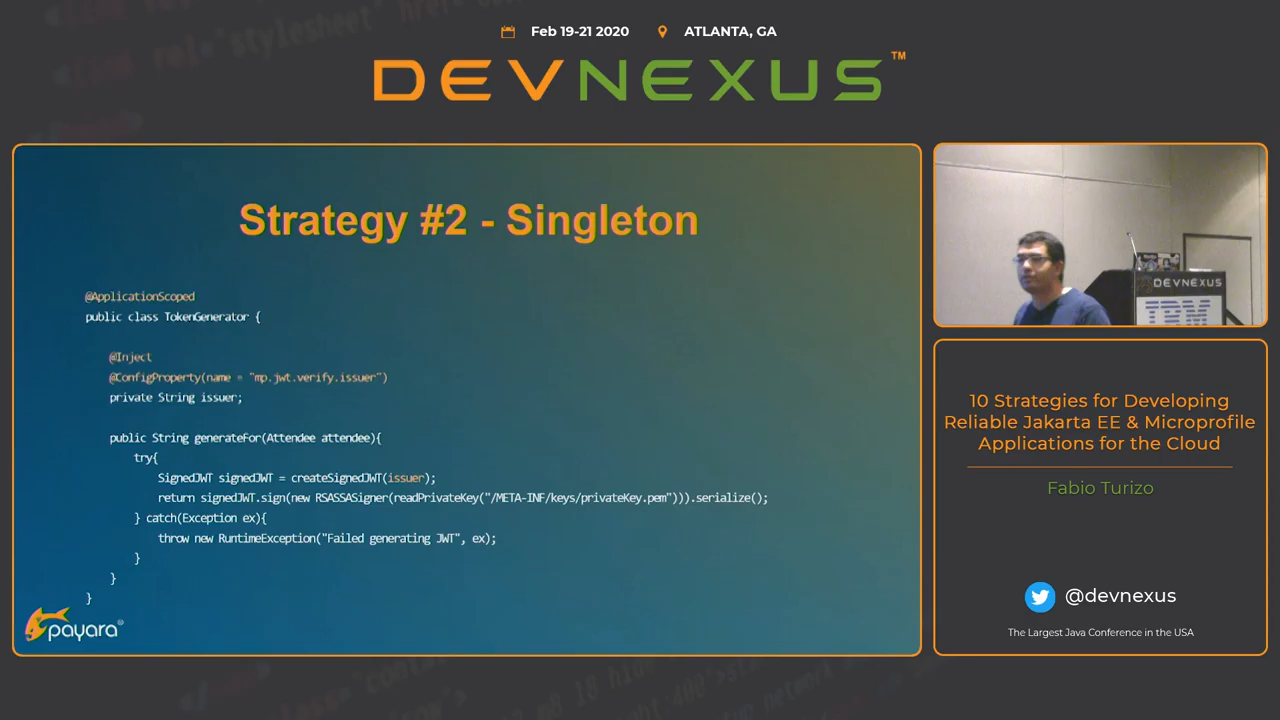 Feb 19-21 2020 ATLANTA, GA
DEVNEXUS™
Strategy #2 - Singleton
@ApplicationScoped
public class TokenGenerator {
@Inject
@ConfigProperty(name = "mp.jwt.verify.issuer")
private String issuer;
public String generateFor(Attendee attendee){
try{
SignedJWT signedJWT = createSignedJWT(issuer);
return signedJWT.sign(new RSASSASigner(readPrivateKey("/META-INF/keys/privateKey.pem"))).serialize();
} catch(Exception ex){
throw new RuntimeException("Failed generating JWT", ex);
}
}
}
payara®
DEVNEXUS
IBM
10 Strategies for Developing
Reliable Jakarta EE & Microprofile
Applications for the Cloud
Fabio Turizo
@devnexus
The Largest Java Conference in the USA